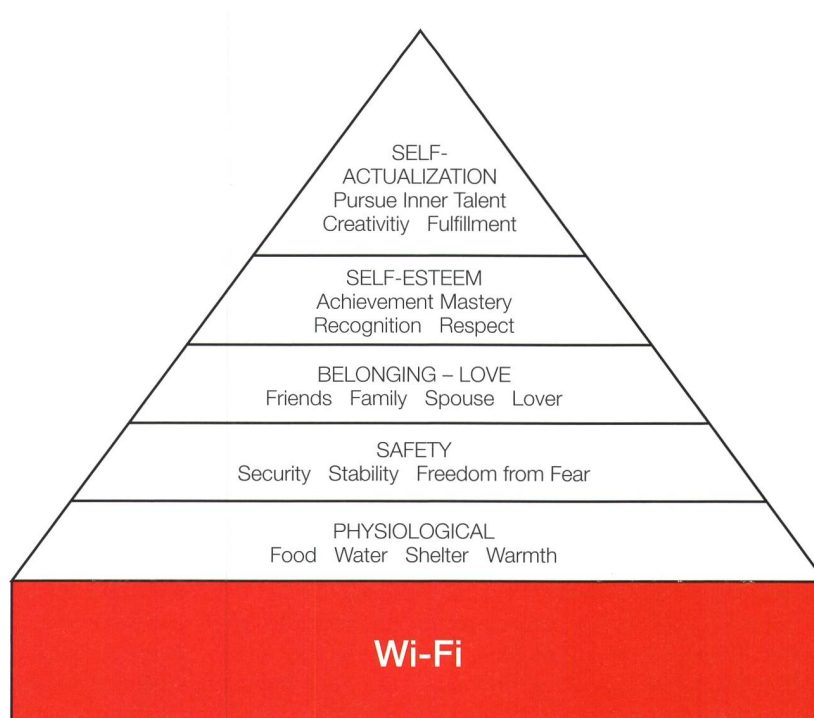 SELF-
ACTUALIZATION
Pursue Inner Talent
Creativitiy Fulfillment
SELF-ESTEEM
Achievement Mastery
Recognition Respect
BELONGING – LOVE
Friends Family Spouse Lover
SAFETY
Security Stability Freedom from Fear
PHYSIOLOGICAL
Food Water Shelter Warmth
Wi-Fi